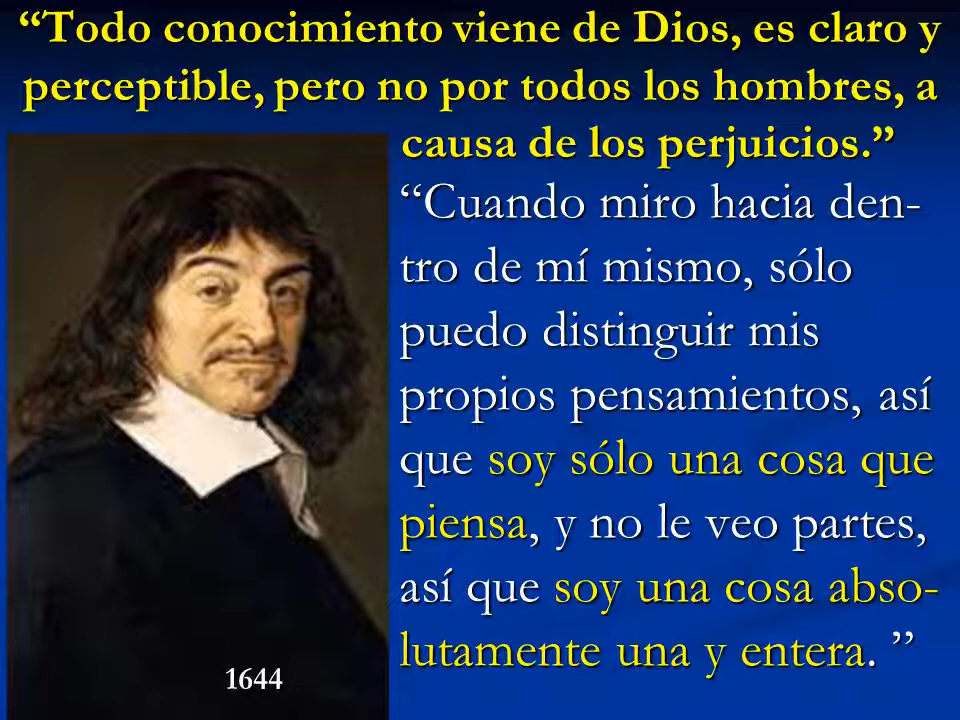 “Todo conocimiento viene de Dios, es claro y
perceptible, pero no por todos los hombres, a
causa de los perjuicios.”
“Cuando miro hacia den-
tro de mí mismo, sólo
puedo distinguir mis
propios pensamientos, así
que soy sólo una cosa que
piensa, y no le veo partes,
así que soy una cosa abso-
lutamente una y entera. ”
1644